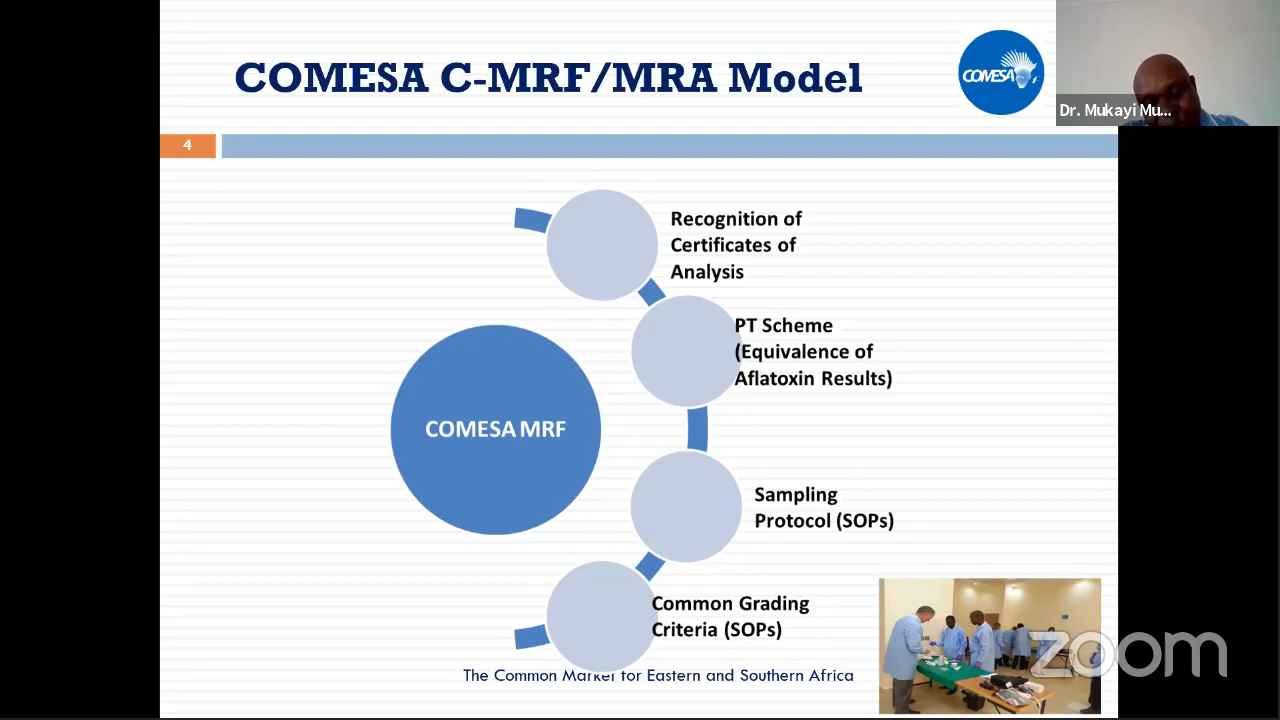 COMESA C-MRF/MRA Model
COMESA
Dr. Mukayi Mu...
4
Recognition of
Certificates of
Analysis
PT Scheme
(Equivalence of
Aflatoxin Results)
COMESA MRF
Sampling
Protocol (SOPs)
Common Grading
Criteria (SOPs)
The Common Market for Eastern and Southern Africa
zoom